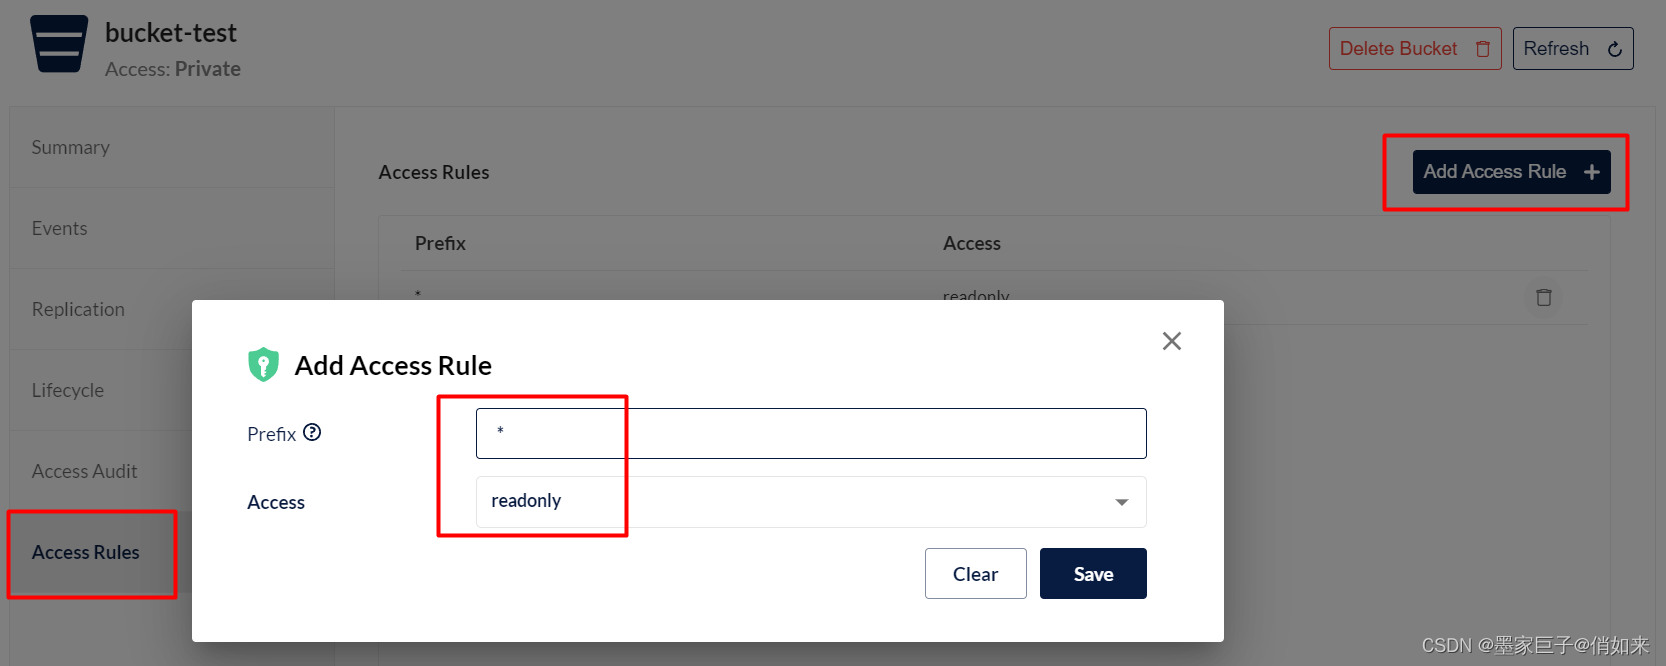 bucket-test
Access: Private
Delete Bucket
Refresh
Summary
Events
Replication
Lifecycle
Access Audit
Access Rules
Access Rules
Add Access Rule +
Prefix Access
* readonly
Add Access Rule
Prefix ?
*
Access
readonly
Clear
Save
CSDN @墨家巨子@俏如来